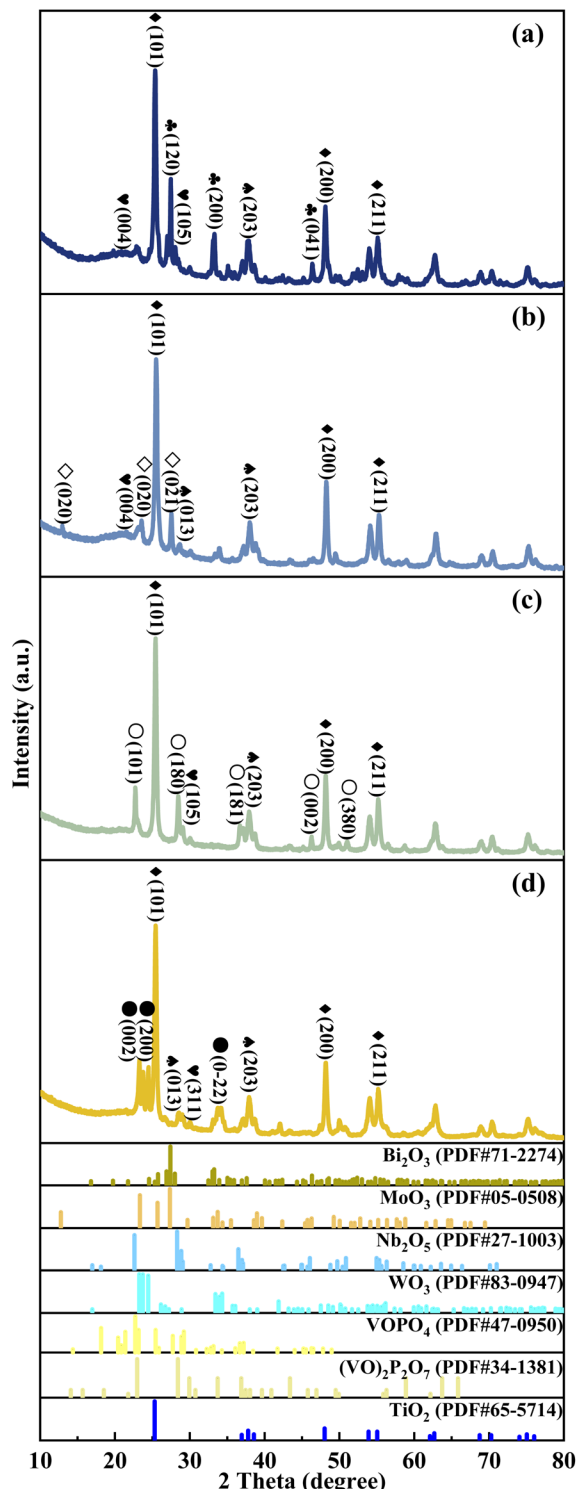 (a)
♦(101)
♣(120)
♥(004)
♥(105)
♣(200)
♠(203)
♣(041)
♦(200)
♦(211)
(b)
♦(101)
◇(020)
♥(004)
◇(020)
◇(021)
♥(013)
♠(203)
♦(200)
♦(211)
(c)
♦(101)
○(101)
○(180)
♥(105)
○(181)
♠(203)
○(002)
♦(200)
○(380)
♦(211)
(d)
♦(101)
●(002)
●(200)
♥(013)
♥(311)
●(0-22)
♠(203)
♦(200)
♦(211)
Bi₂O₃ (PDF#71-2274)
MoO₃ (PDF#05-0508)
Nb₂O₅ (PDF#27-1003)
WO₃ (PDF#83-0947)
VOPO₄ (PDF#47-0950)
(VO)₂P₂O₇ (PDF#34-1381)
TiO₂ (PDF#65-5714)
10 20 30 40 50 60 70 80
2 Theta (degree)
Intensity (a.u.)